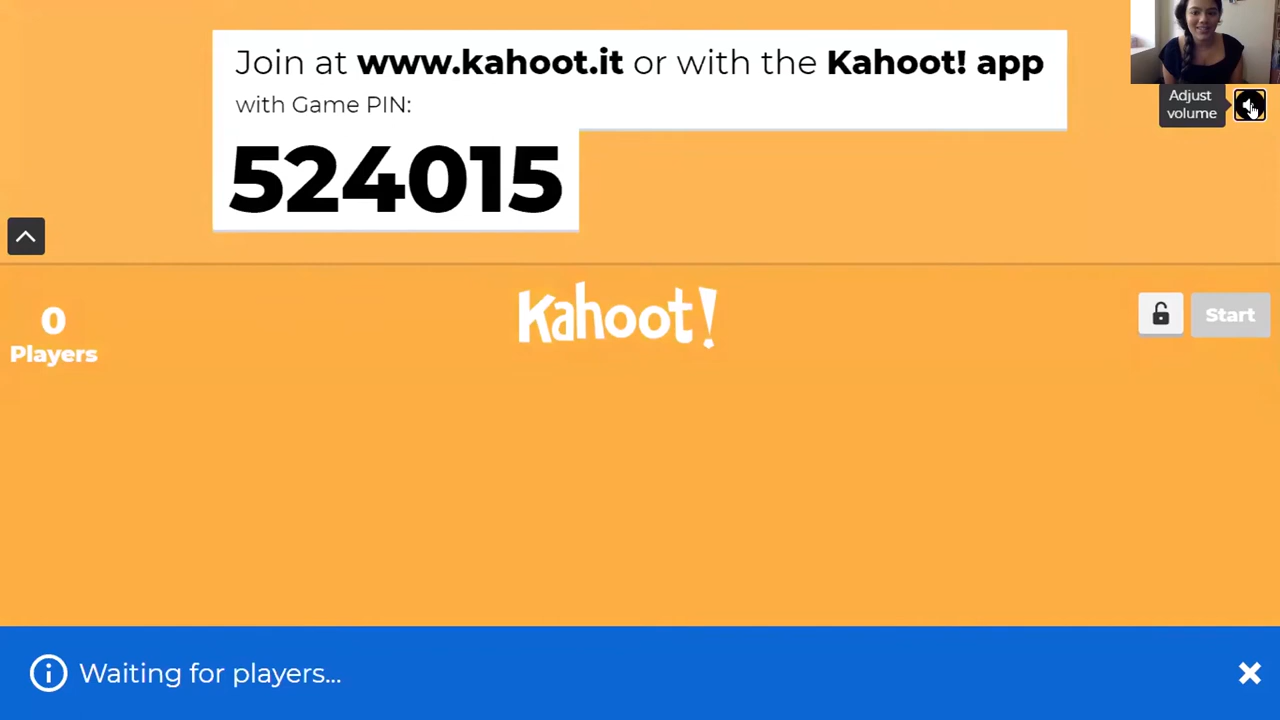 Join at www.kahoot.it or with the Kahoot! app
with Game PIN:
524015
Adjust
volume
0
Players
Kahoot!
Start
Waiting for players...